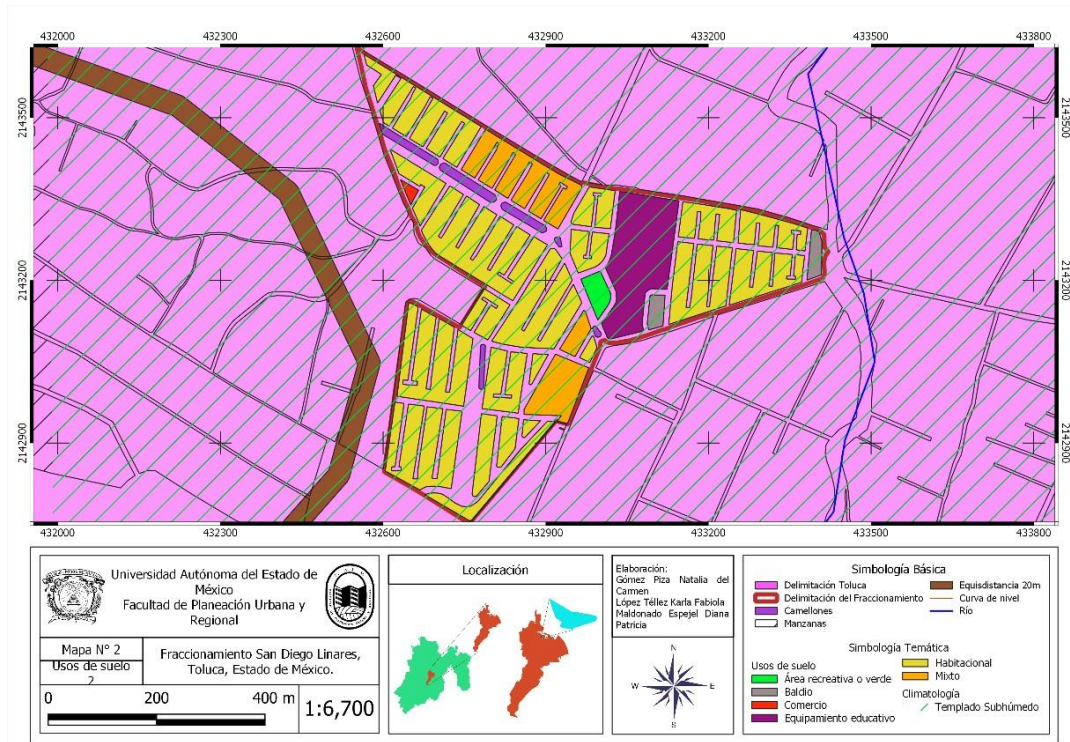 432000 432300 432600 432900 433200 433500 433800
2143500 2143500
2143200 2143200
2142900 2142900
432000 432300 432600 432900 433200 433500 433800
Universidad Autónoma del Estado de
México
Facultad de Planeación Urbana y
Regional
Mapa N° 2
Usos de suelo
2
Fraccionamiento San Diego Linares,
Toluca, Estado de México.
0 200 400 m
1:6,700
Localización
Elaboración:
Gómez Piza Natalia del
Carmen
López Téllez Karla Fabiola
Maldonado Espejel Diana
Patricia
N
W E
S
Simbología Básica
Delimitación Toluca
Delimitación del Fraccionamiento
Camellones
Manzanas
Equisdistancia 20m
Curva de nivel
Río
Simbología Temática
Usos de suelo
Área recreativa o verde
Baldio
Comercio
Equipamiento educativo
Habitacional
Mixto
Climatología
Templado Subhúmedo